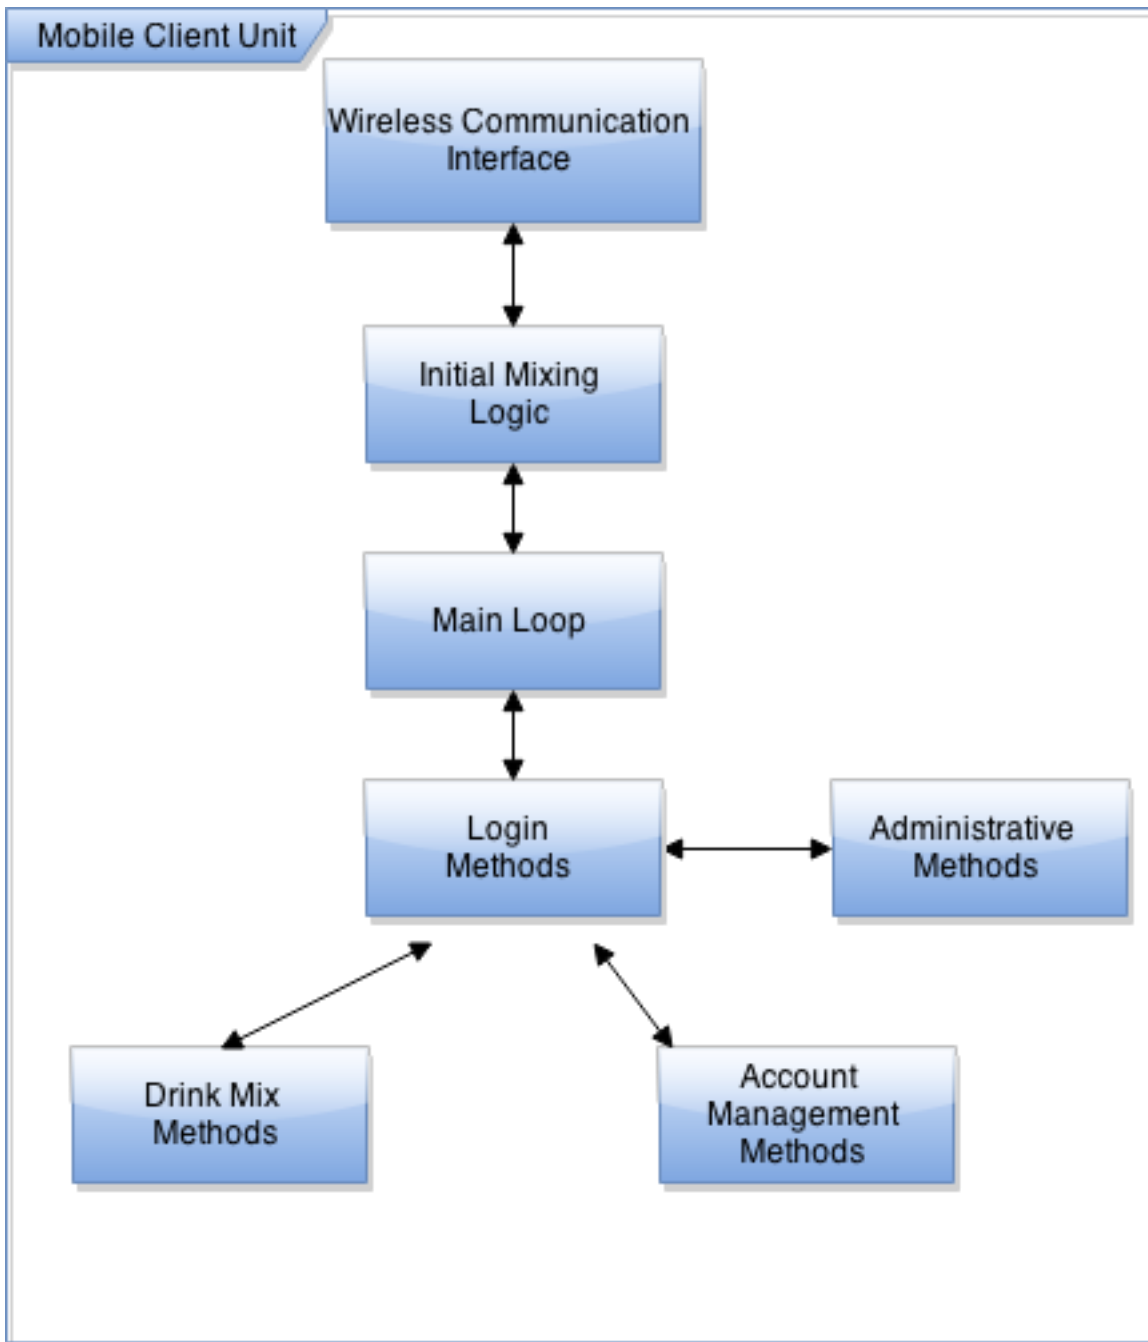 Mobile Client Unit
Wireless Communication
Interface
Initial Mixing
Logic
Main Loop
Login
Methods
Administrative
Methods
Drink Mix
Methods
Account
Management
Methods